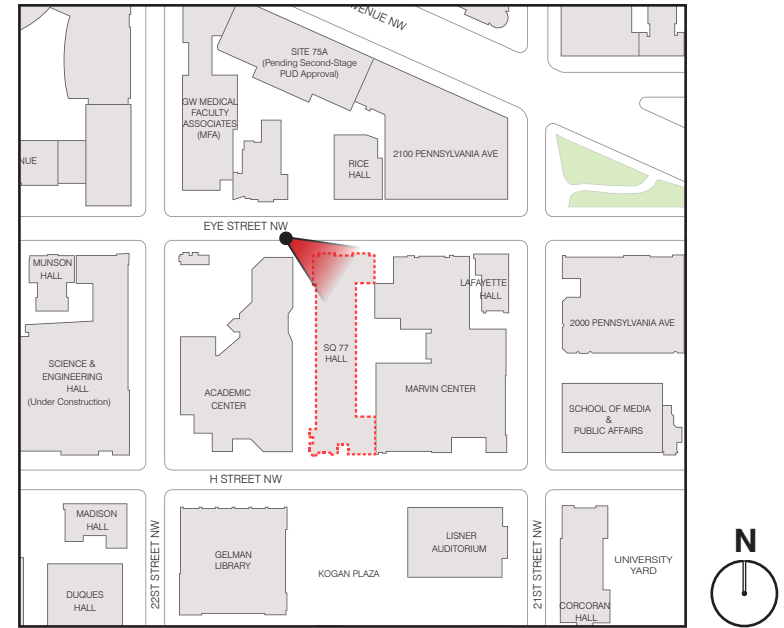 VENUE NW
SITE 75A
(Pending Second-Stage
PUD Approval)
GW MEDICAL
FACULTY
ASSOCIATES
(MFA)
2100 PENNSYLVANIA AVE
RICE
HALL
NUE
EYE STREET NW
MUNSON
HALL
LAFAYETTE
HALL
2000 PENNSYLVANIA AVE
SQ 77
HALL
SCIENCE &
ENGINEERING
HALL
(Under Construction)
ACADEMIC
CENTER
MARVIN CENTER
SCHOOL OF MEDIA
&
PUBLIC AFFAIRS
H STREET NW
MADISON
HALL
22ST STREET NW
GELMAN
LIBRARY
KOGAN PLAZA
LISNER
AUDITORIUM
21ST STREET NW
UNIVERSITY
YARD
DUQUES
HALL
CORCORAN
HALL
N